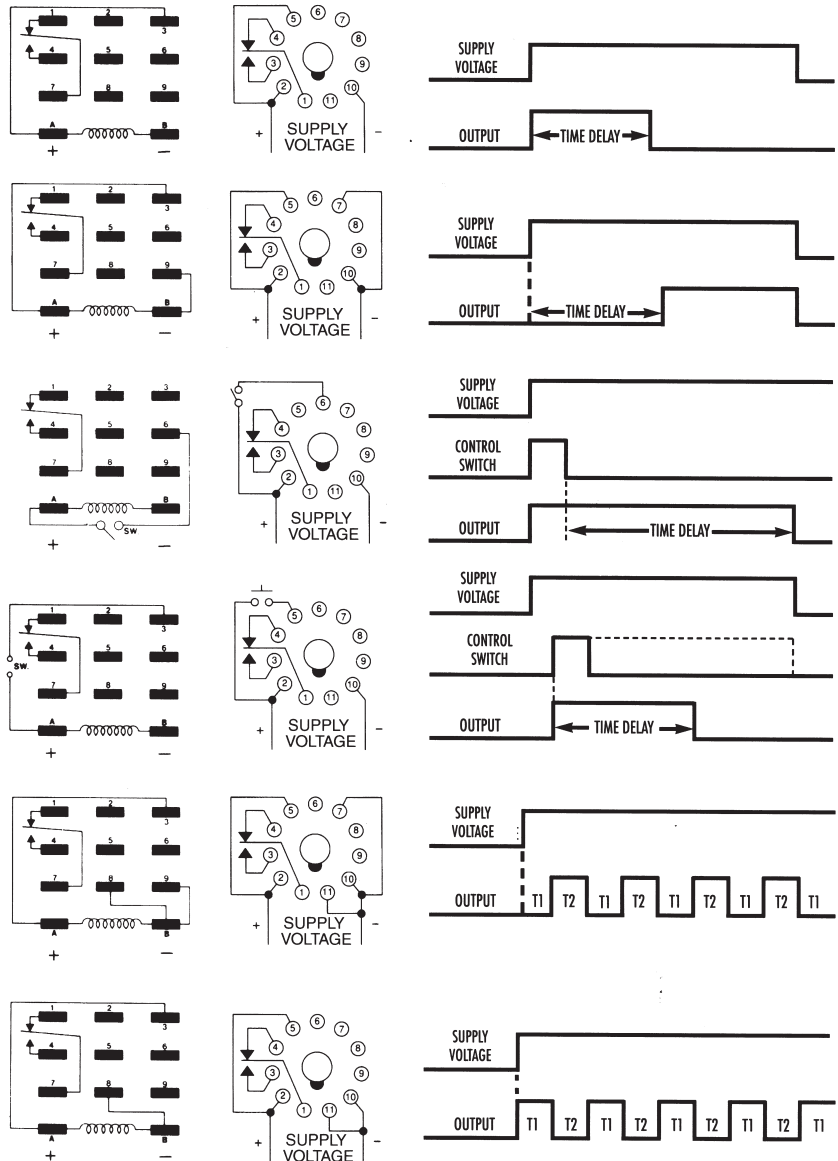 1 2 3
4 5 6
7 8 9
A B
+ −
5 6 7
4 8
3 9
2 10
1 11
+ SUPPLY VOLTAGE −
SUPPLY
VOLTAGE
OUTPUT TIME DELAY
1 2 3
4 5 6
7 8 9
A B
+ −
5 6 7
4 8
3 9
2 10
1 11
+ SUPPLY VOLTAGE −
SUPPLY
VOLTAGE
OUTPUT TIME DELAY
1 2 3
4 5 6
7 8 9
A B
SW
+ −
5 6 7
4 8
3 9
2 10
1 11
+ SUPPLY VOLTAGE −
SUPPLY
VOLTAGE
CONTROL
SWITCH
OUTPUT TIME DELAY
1 2 3
4 5 6
SW.
7 8 9
A B
+ −
5 6 7
4 8
3 9
2 10
1 11
+ SUPPLY VOLTAGE −
SUPPLY
VOLTAGE
CONTROL
SWITCH
OUTPUT TIME DELAY
1 2 3
4 5 6
7 8 9
A B
+ −
5 6 7
4 8
3 9
2 10
1 11
+ SUPPLY VOLTAGE −
SUPPLY
VOLTAGE
OUTPUT T1 T2 T1 T2 T1 T2 T1 T2 T1
1 2 3
4 5 6
7 8 9
A B
+ −
5 6 7
4 8
3 9
2 10
1 11
+ SUPPLY VOLTAGE −
SUPPLY
VOLTAGE
OUTPUT T1 T2 T1 T2 T1 T2 T1 T2 T1